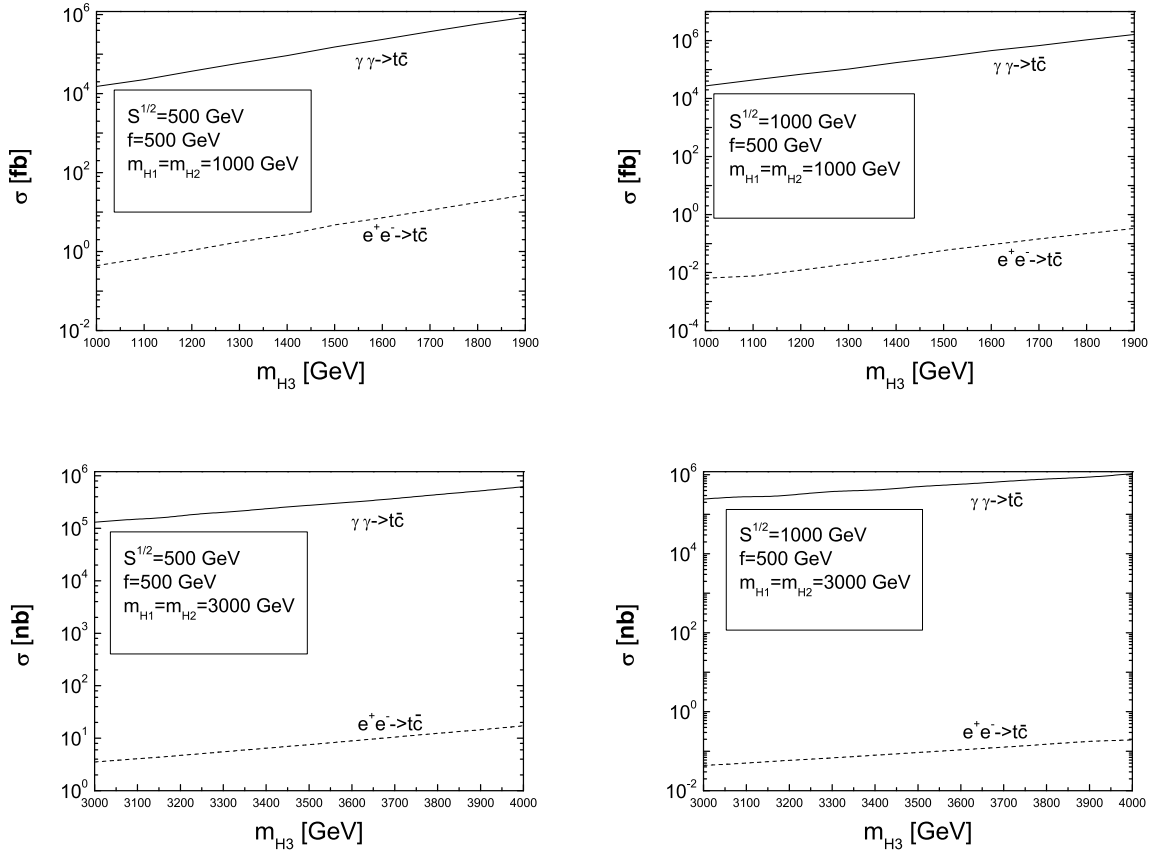 10^6
10^4
10^2
10^0
10^-2
σ [fb]
γ γ->tc̄
S^1/2=500 GeV
f=500 GeV
m_H1=m_H2=1000 GeV
e^+e^-->tc̄
1000 1100 1200 1300 1400 1500 1600 1700 1800 1900
m_H3 [GeV]
10^6
10^4
10^2
10^0
10^-2
10^-4
σ [fb]
γ γ->tc̄
S^1/2=1000 GeV
f=500 GeV
m_H1=m_H2=1000 GeV
e^+e^-->tc̄
1000 1100 1200 1300 1400 1500 1600 1700 1800 1900
m_H3 [GeV]
10^6
10^5
10^4
10^3
10^2
10^1
10^0
σ [nb]
γ γ->tc̄
S^1/2=500 GeV
f=500 GeV
m_H1=m_H2=3000 GeV
e^+e^-->tc̄
3000 3100 3200 3300 3400 3500 3600 3700 3800 3900 4000
m_H3 [GeV]
10^6
10^4
10^2
10^0
10^-2
σ [nb]
γ γ->tc̄
S^1/2=1000 GeV
f=500 GeV
m_H1=m_H2=3000 GeV
e^+e^-->tc̄
3000 3100 3200 3300 3400 3500 3600 3700 3800 3900 4000
m_H3 [GeV]